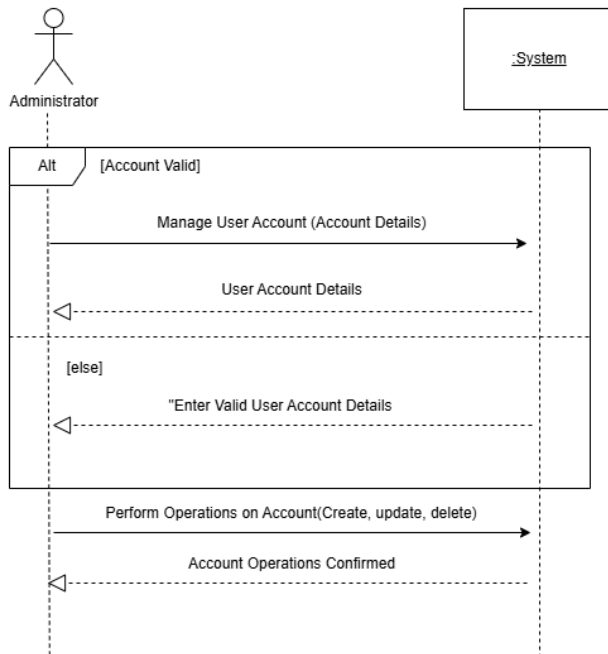 :System
Administrator
Alt
[Account Valid]
Manage User Account (Account Details)
User Account Details
[else]
"Enter Valid User Account Details
Perform Operations on Account(Create, update, delete)
Account Operations Confirmed